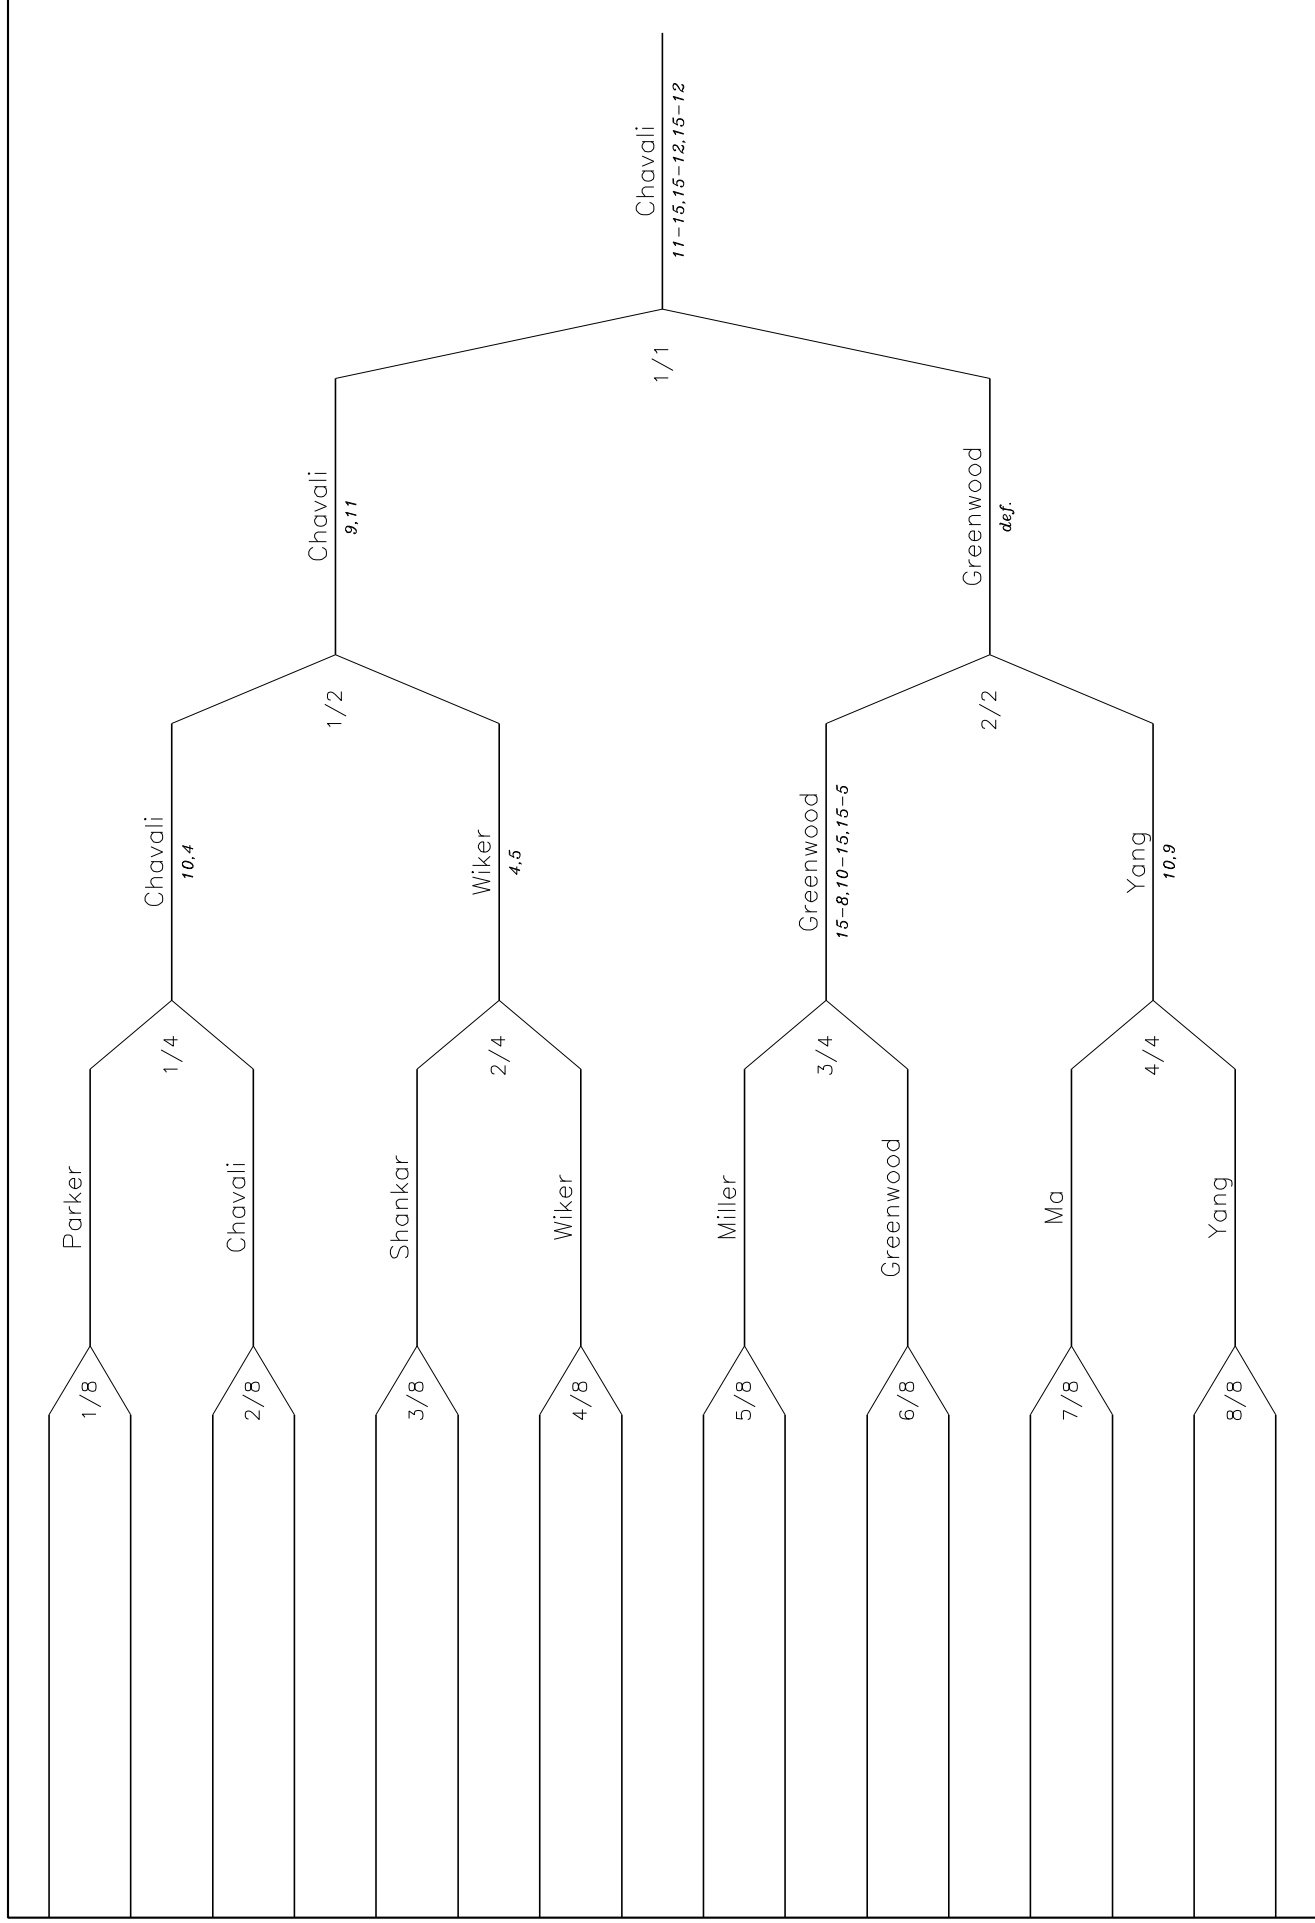 Parker
1/8
Chavali
2/8
Shankar
3/8
Wiker
4/8
Miller
5/8
Greenwood
6/8
Ma
7/8
Yang
8/8
Chavali
10,4
1/4
Wiker
4,5
2/4
Greenwood
15-8,10-15,15-5
3/4
Yang
10,9
4/4
Chavali
9,11
1/2
Greenwood
def.
2/2
Chavali
11-15,15-12,15-12
1/1